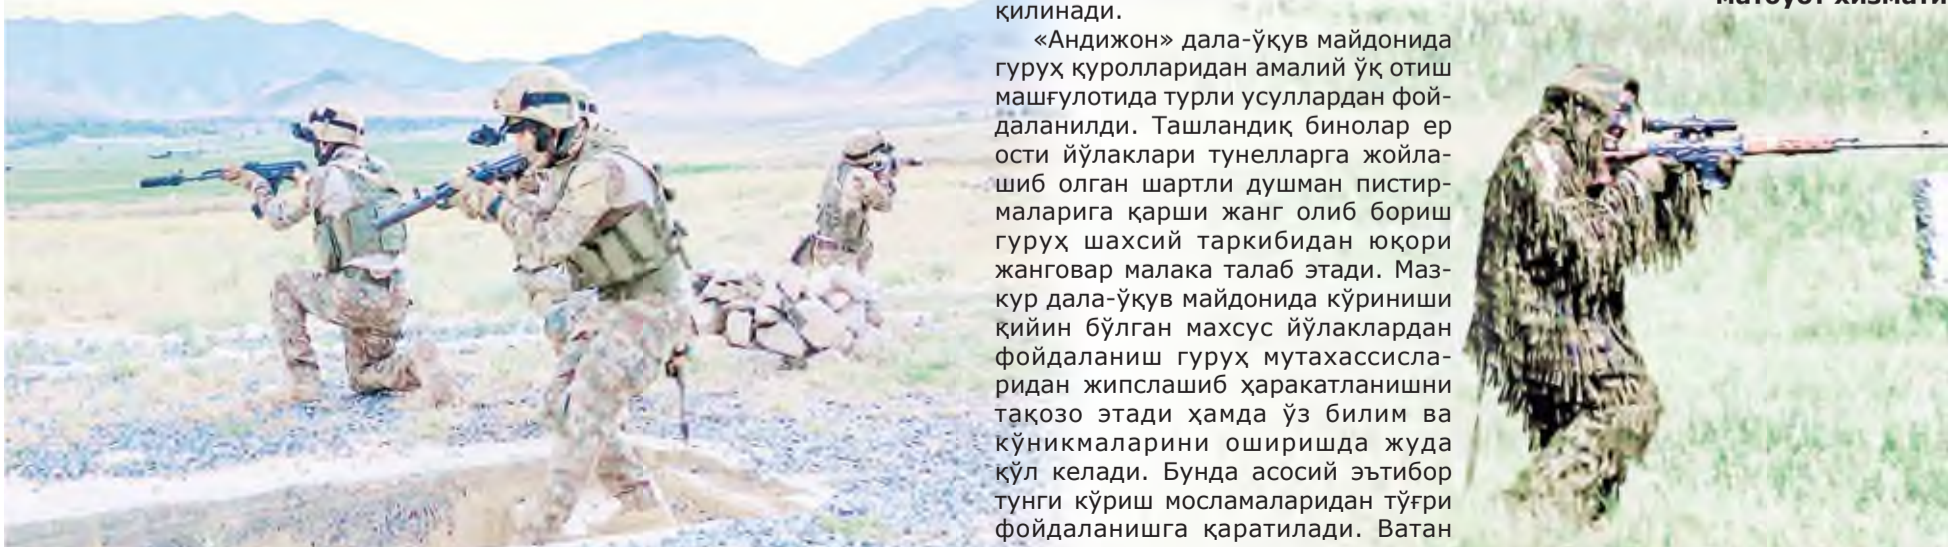 қилинади.
«Андижон» дала-ўқув майдонида
гуруҳ қуролларидан амалий ўқ отиш
машғулотида турли усуллардан фой-
даланилди. Ташландиқ бинолар ер
ости йўлаклари тунелларга жойла-
шиб олган шартли душман пистир-
маларига қарши жанг олиб бориш
гуруҳ шахсий таркибидан юқори
жанговар малака талаб этади. Маз-
кур дала-ўқув майдонида кўриниши
қийин бўлган махсус йўлаклардан
фойдаланиш гуруҳ мутахассисла-
ридан жипслашиб ҳаракатланишни
тақозо этади ҳамда ўз билим ва
кўникмаларини оширишда жуда
қўл келади. Бунда асосий эътибор
тунги кўриш мосламаларидан тўғри
фойдаланишга қаратилади. Ватан